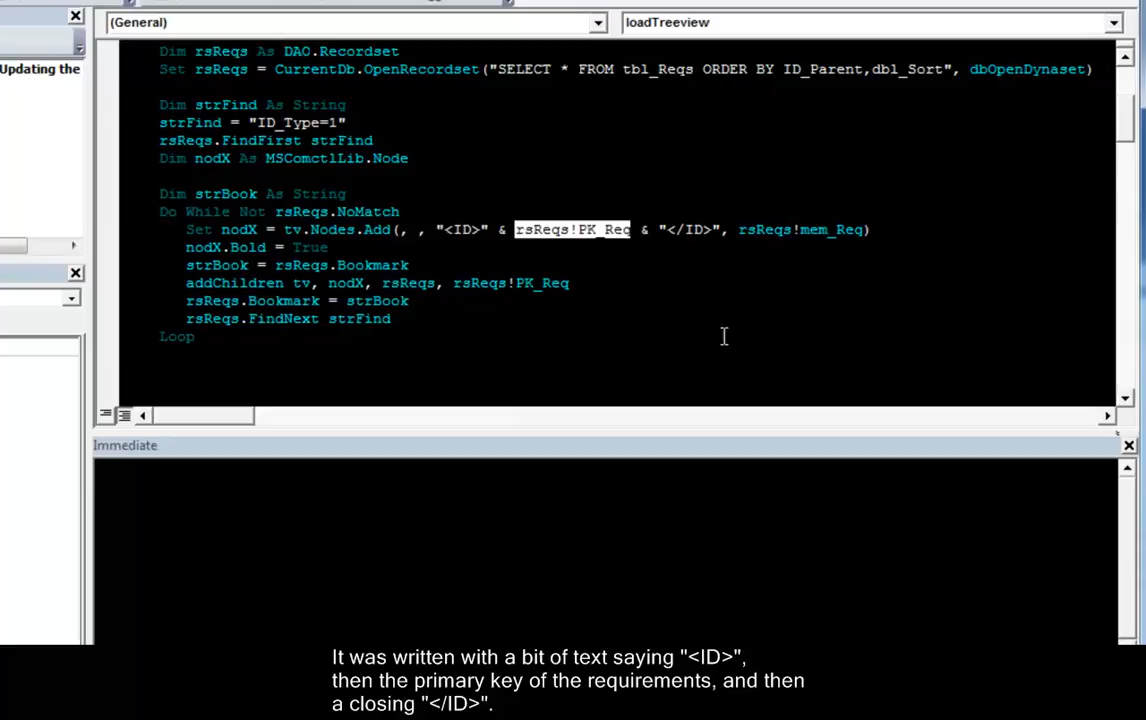 (General)
loadTreeview
Updating the
Dim rsReqs As DAO.Recordset
Set rsReqs = CurrentDb.OpenRecordset("SELECT * FROM tbl_Reqs ORDER BY ID_Parent,dbl_Sort", dbOpenDynaset)
Dim strFind As String
strFind = "ID_Type=1"
rsReqs.FindFirst strFind
Dim nodX As MSComctlLib.Node
Dim strBook As String
Do While Not rsReqs.NoMatch
Set nodX = tv.Nodes.Add(, , "<ID>" & rsReqs!PK_Req & "</ID>", rsReqs!mem_Req)
nodX.Bold = True
strBook = rsReqs.Bookmark
addChildren tv, nodX, rsReqs, rsReqs!PK_Req
rsReqs.Bookmark = strBook
rsReqs.FindNext strFind
Loop
Immediate
It was written with a bit of text saying "<ID>",
then the primary key of the requirements, and then
a closing "</ID>".